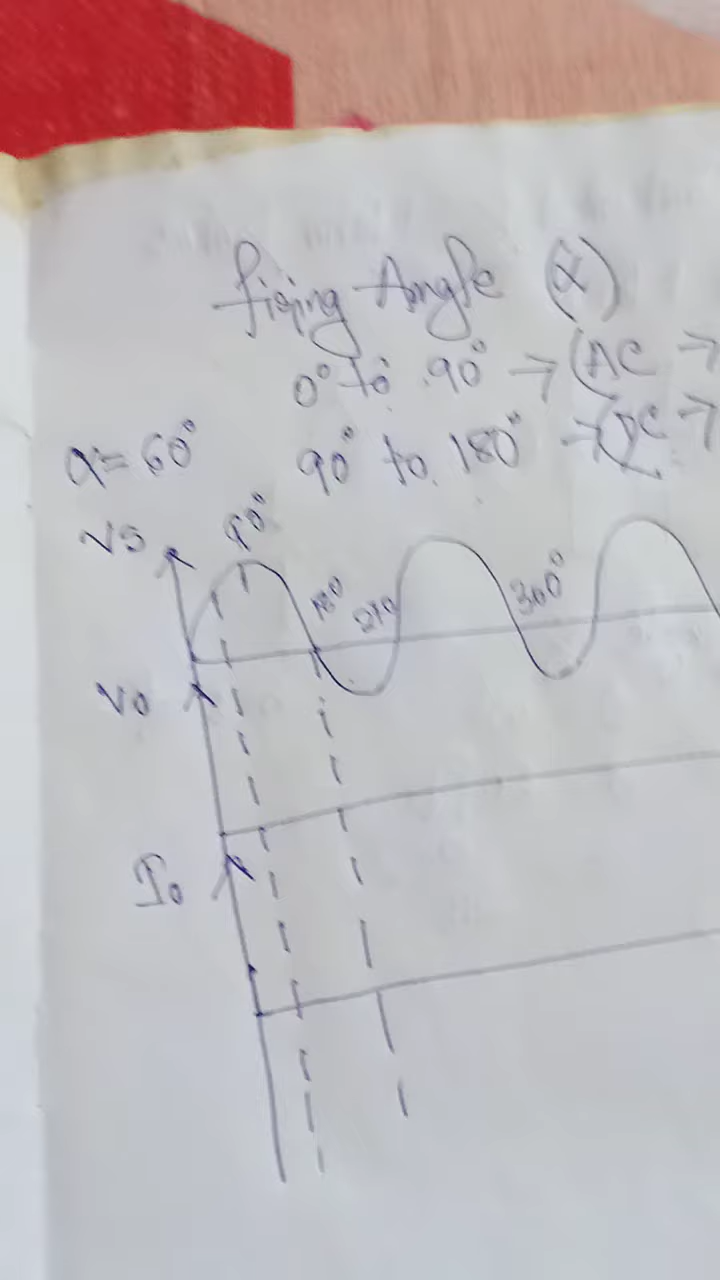 Firing Angle (α)
0° to 90° → (AC →
α = 60°
90° to 180° → (DC →
Vs
90°
180
270
360°
Vo
Io